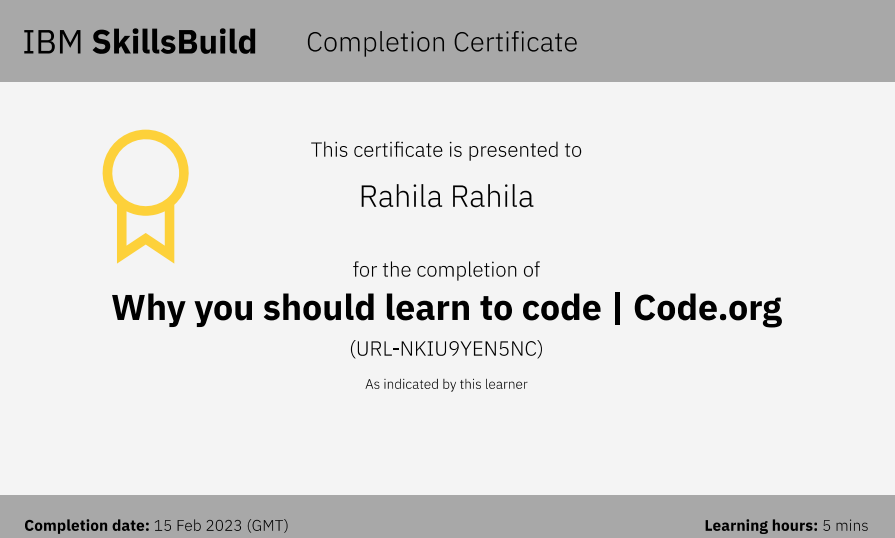 IBM SkillsBuild Completion Certificate
This certificate is presented to
Rahila Rahila
for the completion of
Why you should learn to code | Code.org
(URL-NKIU9YEN5NC)
As indicated by this learner
Completion date: 15 Feb 2023 (GMT) Learning hours: 5 mins